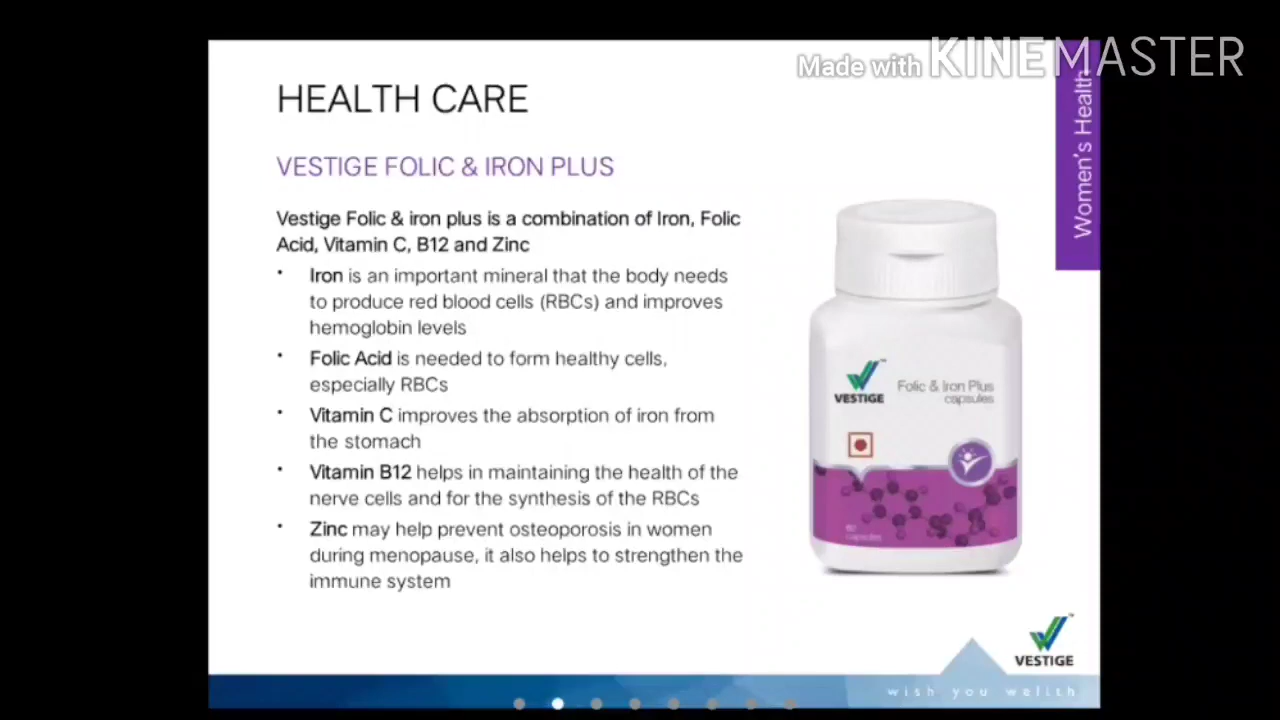 Made with KINEMASTER
HEALTH CARE
Women's Health
VESTIGE FOLIC & IRON PLUS
Vestige Folic & iron plus is a combination of Iron, Folic
Acid, Vitamin C, B12 and Zinc
• Iron is an important mineral that the body needs
to produce red blood cells (RBCs) and improves
hemoglobin levels
• Folic Acid is needed to form healthy cells,
especially RBCs
• Vitamin C improves the absorption of iron from
the stomach
• Vitamin B12 helps in maintaining the health of the
nerve cells and for the synthesis of the RBCs
• Zinc may help prevent osteoporosis in women
during menopause, it also helps to strengthen the
immune system
VESTIGE
Folic & Iron Plus
capsules
capsules
VESTIGE
wish you wellth